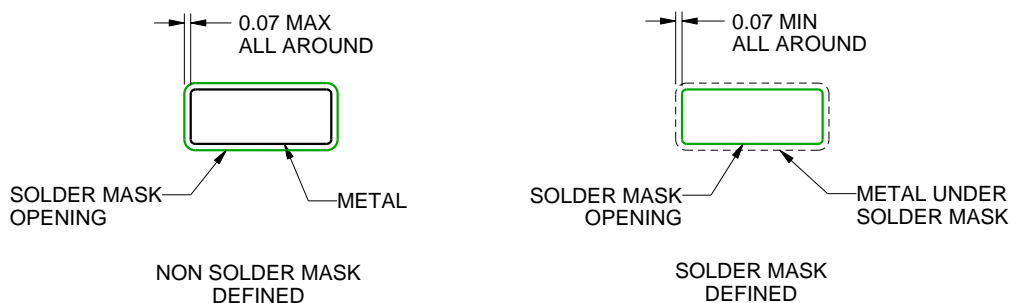 0.07 MAX
ALL AROUND
SOLDER MASK
OPENING
METAL
NON SOLDER MASK
DEFINED
0.07 MIN
ALL AROUND
SOLDER MASK
OPENING
METAL UNDER
SOLDER MASK
SOLDER MASK
DEFINED